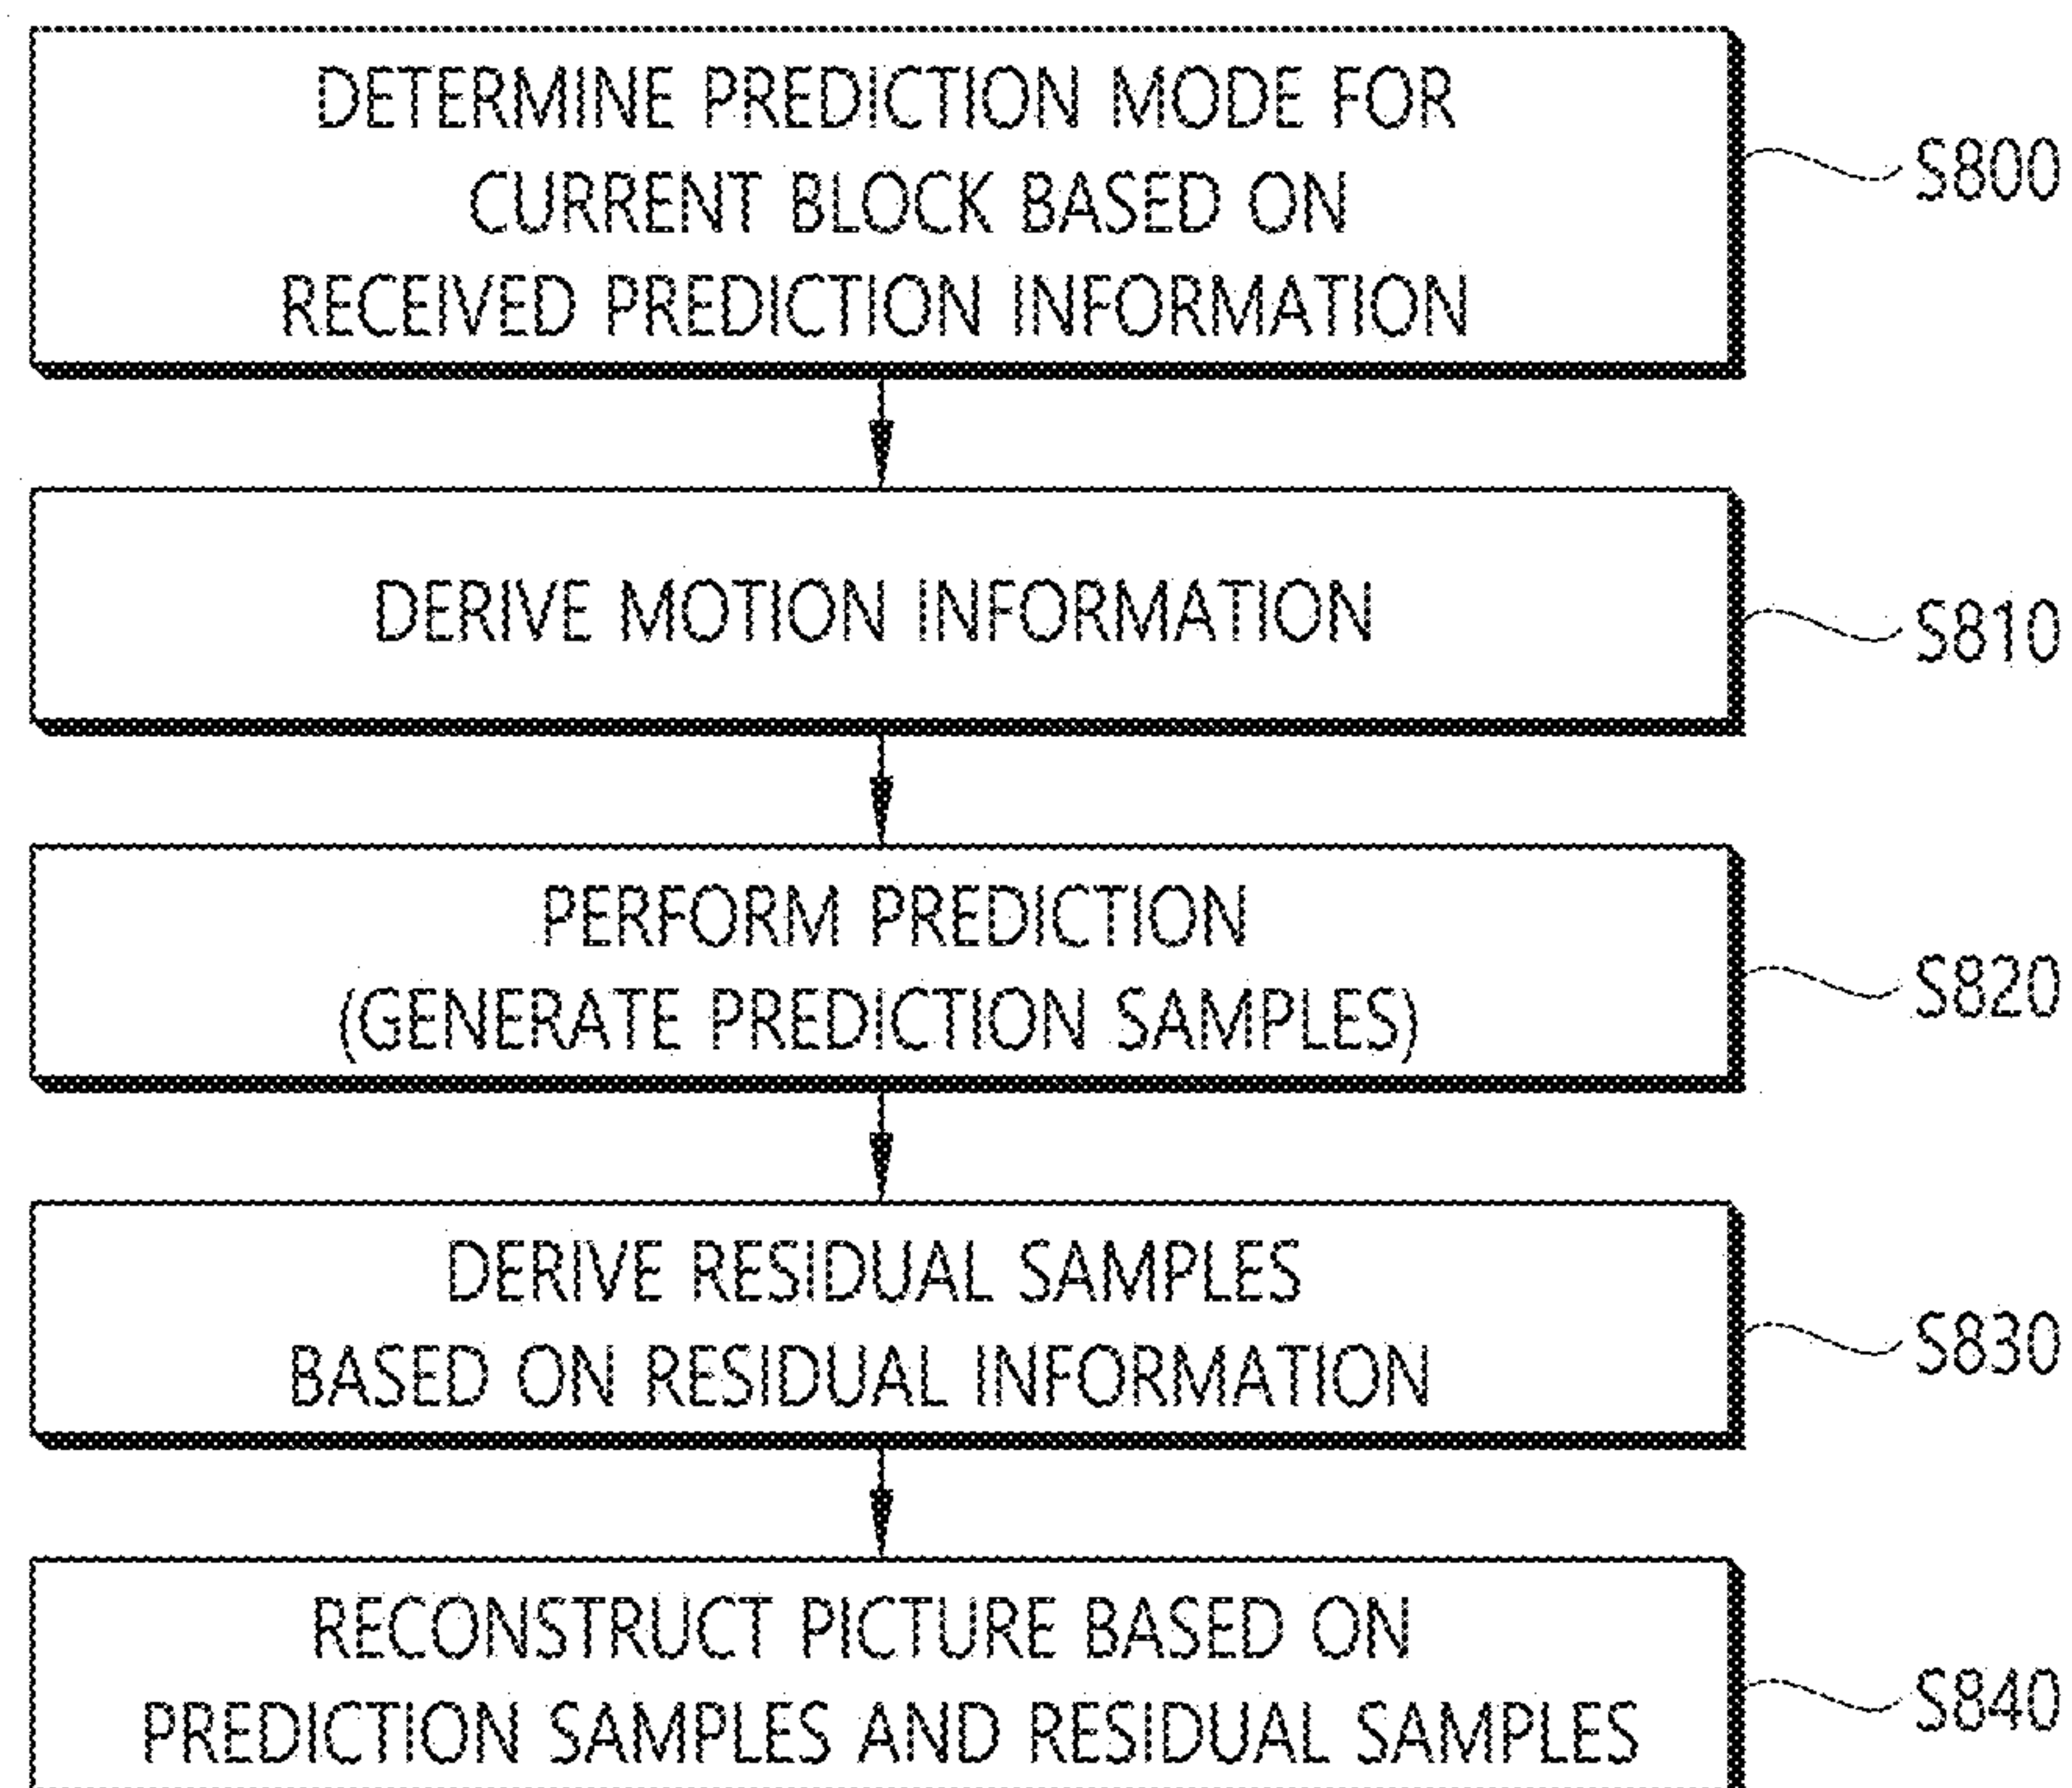 DETERMINE PREDICTION MODE FOR
CURRENT BLOCK BASED ON
RECEIVED PREDICTION INFORMATION
S800
DERIVE MOTION INFORMATION
S810
PERFORM PREDICTION
(GENERATE PREDICTION SAMPLES)
S820
DERIVE RESIDUAL SAMPLES
BASED ON RESIDUAL INFORMATION
S830
RECONSTRUCT PICTURE BASED ON
PREDICTION SAMPLES AND RESIDUAL SAMPLES
S840